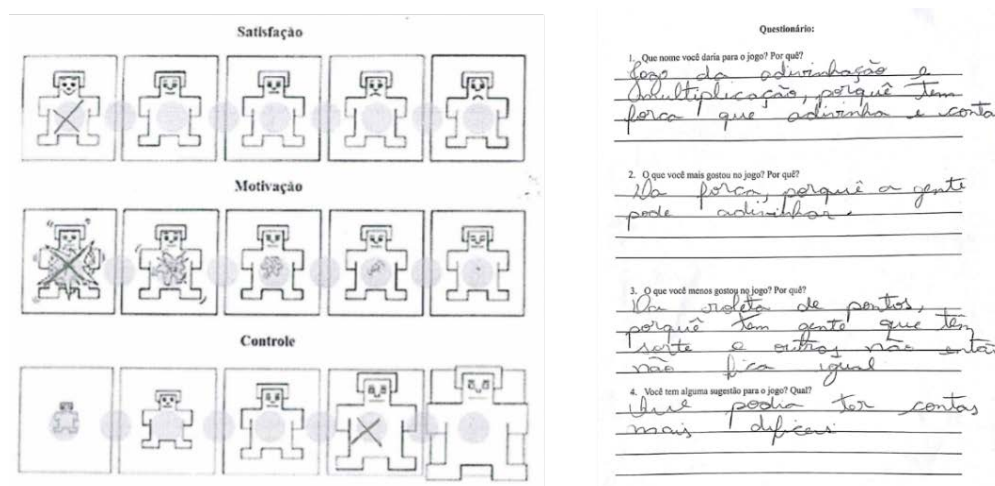 Satisfação
Motivação
Controle
Questionário:
1. Que nome você daria para o jogo? Por quê?
Jogo da adivinhação e
multiplicação, porquê tem
forca que adivinha e conta
2. O que você mais gostou no jogo? Por quê?
Da forca, porquê a gente
pode adivinhar.
3. O que você menos gostou no jogo? Por quê?
Da roleta de pontos,
porquê tem gente que tem
sorte e outros não então
não fica igual
4. Você tem alguma sugestão para o jogo? Qual?
Que podia ter contas
mais dificeis